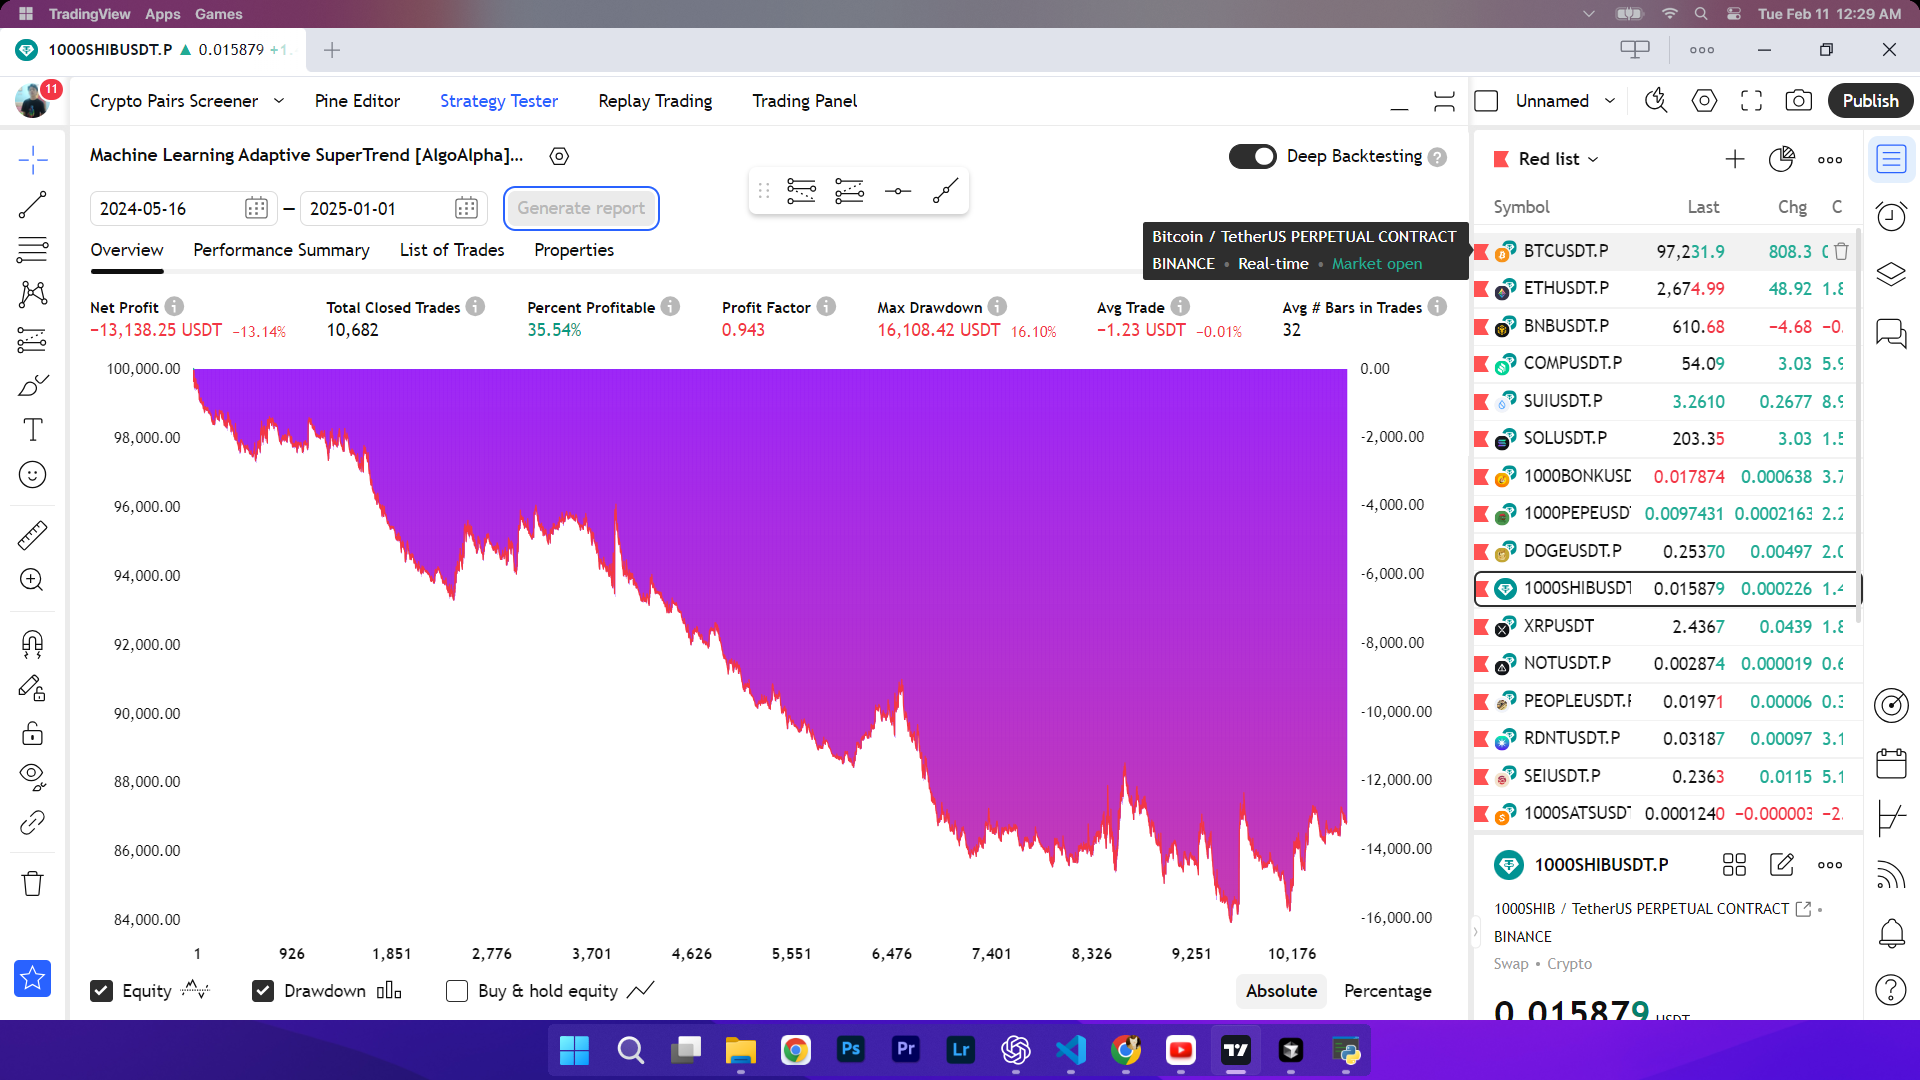 TradingView Apps Games
Tue Feb 11 12:29 AM
1000SHIBUSDT.P ▲ 0.015879 +1.
11
Crypto Pairs Screener Pine Editor Strategy Tester Replay Trading Trading Panel
Unnamed
Publish
Machine Learning Adaptive SuperTrend [AlgoAlpha]...
Deep Backtesting
2024-05-16 — 2025-01-01 Generate report
Overview Performance Summary List of Trades Properties
Bitcoin / TetherUS PERPETUAL CONTRACT
BINANCE • Real-time • Market open
Net Profit Total Closed Trades Percent Profitable Profit Factor Max Drawdown Avg Trade Avg # Bars in Trades
−13,138.25 USDT −13.14% 10,682 35.54% 0.943 16,108.42 USDT 16.10% −1.23 USDT −0.01% 32
100,000.00
98,000.00
96,000.00
94,000.00
92,000.00
90,000.00
88,000.00
86,000.00
84,000.00
0.00
-2,000.00
-4,000.00
-6,000.00
-8,000.00
-10,000.00
-12,000.00
-14,000.00
-16,000.00
1 926 1,851 2,776 3,701 4,626 5,551 6,476 7,401 8,326 9,251 10,176
Equity Drawdown Buy & hold equity Absolute Percentage
Red list
Symbol Last Chg C
BTCUSDT.P 97,231.9 808.3
ETHUSDT.P 2,674.99 48.92 1.8
BNBUSDT.P 610.68 −4.68 −0.
COMPUSDT.P 54.09 3.03 5.9
SUIUSDT.P 3.2610 0.2677 8.9
SOLUSDT.P 203.35 3.03 1.5
1000BONKUSD 0.017874 0.000638 3.7
1000PEPEUSD 0.0097431 0.0002163 2.2
DOGEUSDT.P 0.25370 0.00497 2.0
1000SHIBUSDT 0.015879 0.000226 1.4
XRPUSDT 2.4367 0.0439 1.8
NOTUSDT.P 0.002874 0.000019 0.6
PEOPLEUSDT.P 0.01971 0.00006 0.3
RDNTUSDT.P 0.03187 0.00097 3.1
SEIUSDT.P 0.2363 0.0115 5.1
1000SATSUSDT 0.0001240 −0.000003 −2.
1000SHIBUSDT.P
1000SHIB / TetherUS PERPETUAL CONTRACT •
BINANCE
Swap • Crypto
0.015879 USDT
Ps Pr Lr